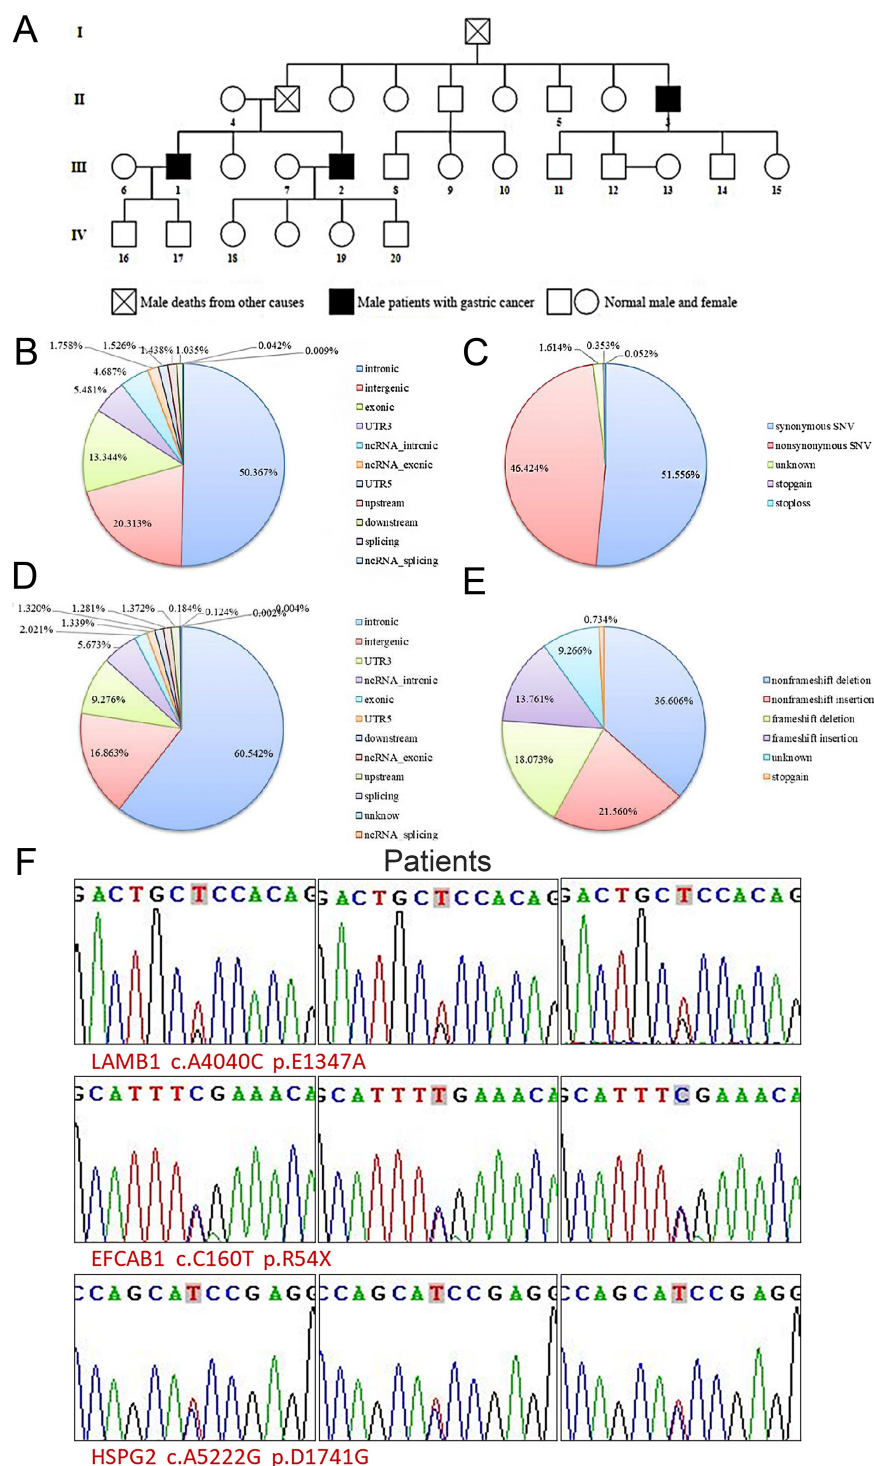 A
I
II
4
5
3
III
6
1
7
2
8
9
10
11
12
13
14
15
IV
16
17
18
19
20
Male deaths from other causes
Male patients with gastric cancer
Normal male and female
B
1.758%
1.526%
1.438%
1.035%
0.042%
0.009%
4.687%
5.481%
13.344%
20.313%
50.367%
intronic
intergenic
exonic
UTR3
ncRNA_intronic
ncRNA_exonic
UTR5
upstream
downstream
splicing
ncRNA_splicing
C
1.614%
0.353%
0.052%
46.424%
51.556%
synonymous SNV
nonsynonymous SNV
unknown
stopgain
stoploss
D
1.320%
1.281%
1.372%
0.184%
0.124%
0.002%
0.004%
2.021%
1.339%
5.673%
9.276%
16.863%
60.542%
intronic
intergenic
UTR3
ncRNA_intronic
exonic
UTR5
downstream
ncRNA_exonic
upstream
splicing
unknow
ncRNA_splicing
E
0.734%
9.266%
13.761%
18.073%
21.560%
36.606%
nonframeshift deletion
nonframeshift insertion
frameshift deletion
frameshift insertion
unknown
stopgain
F
Patients
GACTGCTCCACAG
GACTGCTCCACAG
GACTGCTCCACAG
LAMB1 c.A4040C p.E1347A
GCATTTCGAAACA
GCATTTTGAAACA
GCATTTCGAAACA
EFCAB1 c.C160T p.R54X
CCAGCATCCGAGG
CCAGCATCCGAGG
CCAGCATCCGAGG
HSPG2 c.A5222G p.D1741G